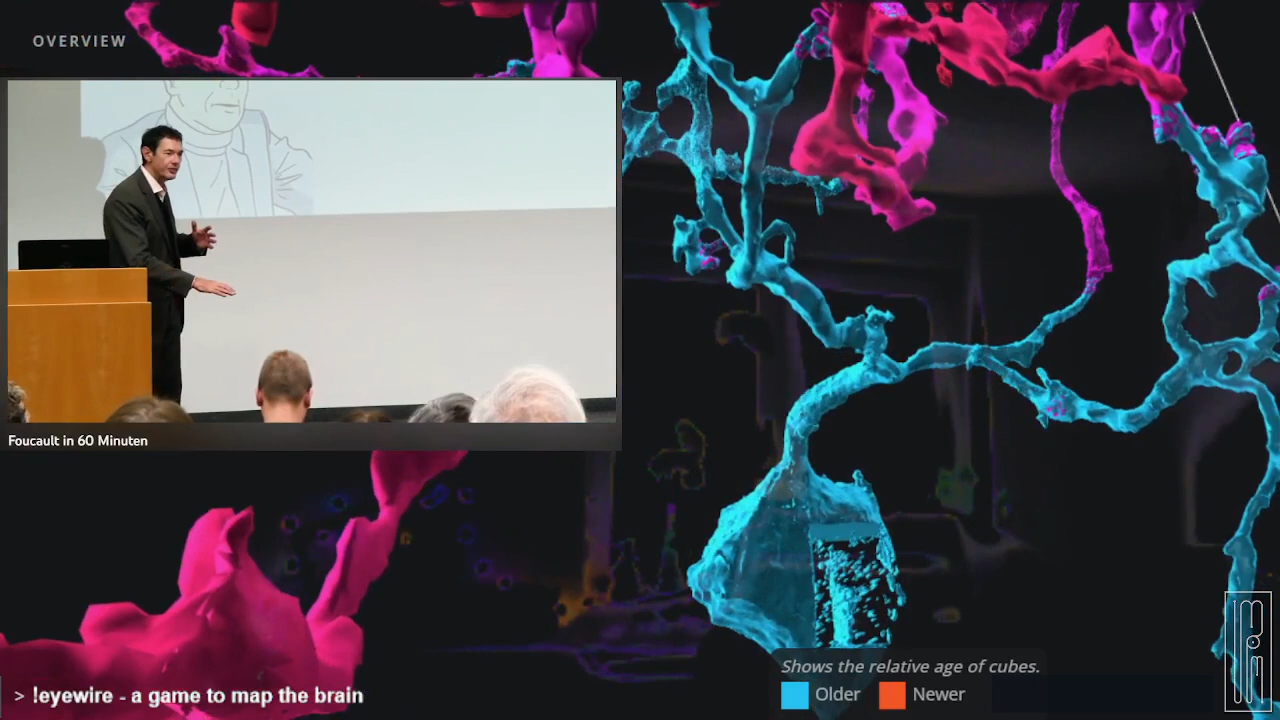 OVERVIEW
Foucault in 60 Minuten
Shows the relative age of cubes.
Older
Newer
> !eyewire - a game to map the brain